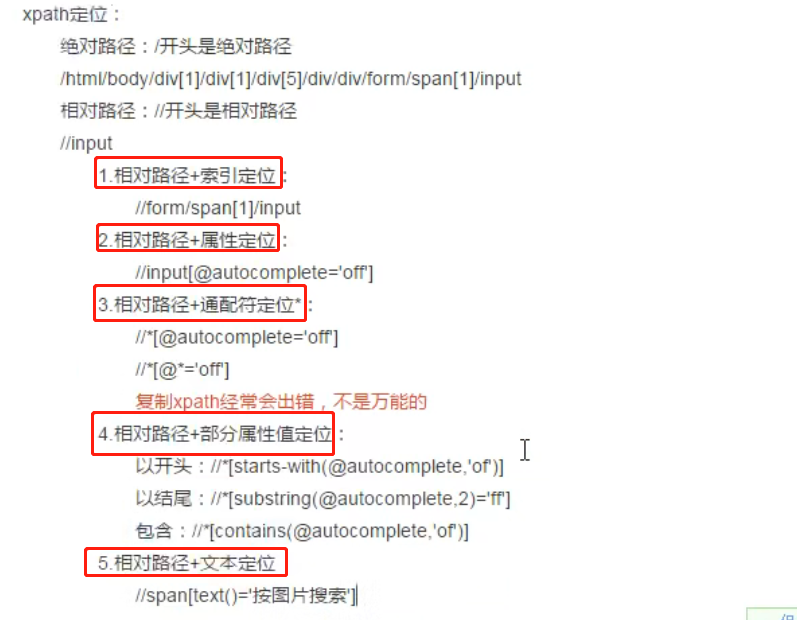 xpath定位：
绝对路径：/开头是绝对路径
/html/body/div[1]/div[1]/div[5]/div/div/form/span[1]/input
相对路径：//开头是相对路径
//input
1.相对路径+索引定位：
//form/span[1]/input
2.相对路径+属性定位：
//input[@autocomplete='off']
3.相对路径+通配符定位*：
//*[@autocomplete='off']
//*[@*='off']
复制xpath经常会出错，不是万能的
4.相对路径+部分属性值定位：
以开头：//*[starts-with(@autocomplete,'of')]
以结尾：//*[substring(@autocomplete,2)='ff']
包含：//*[contains(@autocomplete,'of')]
5.相对路径+文本定位
//span[text()='按图片搜索']